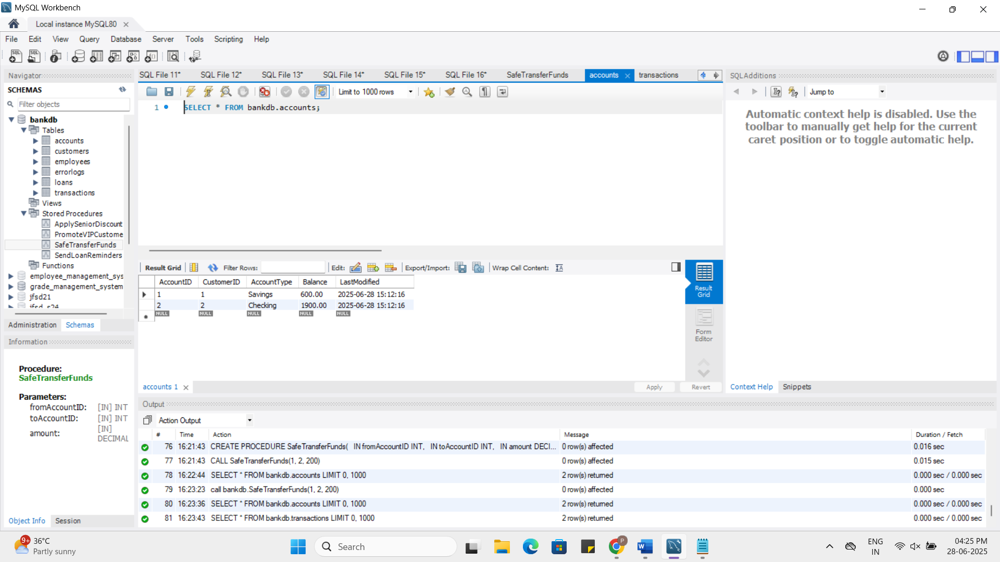 MySQL Workbench
Local instance MySQL80
File Edit View Query Database Server Tools Scripting Help
Navigator
SCHEMAS
Filter objects
bankdb
Tables
accounts
customers
employees
errorlogs
loans
transactions
Views
Stored Procedures
ApplySeniorDiscount
PromoteVIPCustome
SafeTransferFunds
SendLoanReminders
Functions
employee_management_sys
grade_management_system
jfsd21
jfsd_s24
Administration Schemas
Information
Procedure:
SafeTransferFunds
Parameters:
fromAccountID: [IN] INT
toAccountID: [IN] INT
amount: [IN] DECIMAL
Object Info Session
SQL File 11* SQL File 12* SQL File 13* SQL File 14* SQL File 15* SQL File 16* SafeTransferFunds accounts transactions
Limit to 1000 rows
1 SELECT * FROM bankdb.accounts;
Result Grid Filter Rows: Edit: Export/Import: Wrap Cell Content:
AccountID CustomerID AccountType Balance LastModified
1 1 Savings 600.00 2025-06-28 15:12:16
2 2 Checking 1900.00 2025-06-28 15:12:16
NULL NULL NULL NULL NULL
Result
Grid
Form
Editor
accounts 1
Apply Revert
SQLAdditions
Jump to
Automatic context help is disabled. Use the
toolbar to manually get help for the current
caret position or to toggle automatic help.
Context Help Snippets
Output
Action Output
# Time Action Message Duration / Fetch
76 16:21:43 CREATE PROCEDURE SafeTransferFunds( IN fromAccountID INT, IN toAccountID INT, IN amount DECI... 0 row(s) affected 0.016 sec
77 16:21:43 CALL SafeTransferFunds(1, 2, 200) 0 row(s) affected 0.015 sec
78 16:22:44 SELECT * FROM bankdb.accounts LIMIT 0, 1000 2 row(s) returned 0.000 sec / 0.000 sec
79 16:23:23 call bankdb.SafeTransferFunds(1, 2, 200) 0 row(s) affected 0.000 sec
80 16:23:36 SELECT * FROM bankdb.accounts LIMIT 0, 1000 2 row(s) returned 0.000 sec / 0.000 sec
81 16:23:43 SELECT * FROM bankdb.transactions LIMIT 0, 1000 2 row(s) returned 0.000 sec / 0.000 sec
9+
36°C
Partly sunny
Search
ENG
IN
04:25 PM
28-06-2025